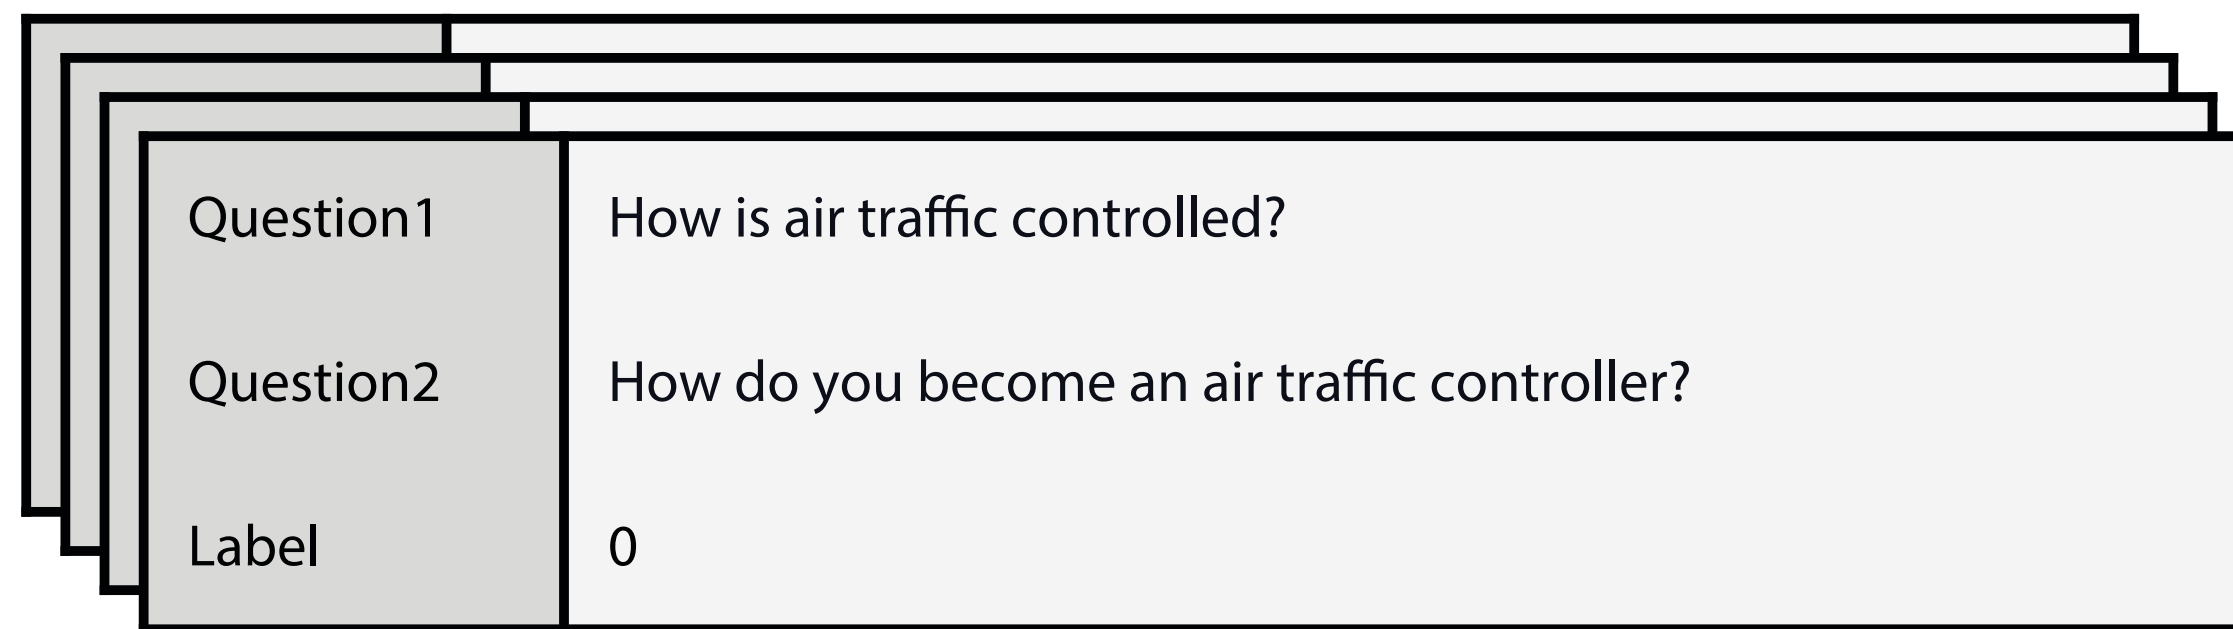 Question1 How is air traffic controlled?
Question2 How do you become an air traffic controller?
Label 0